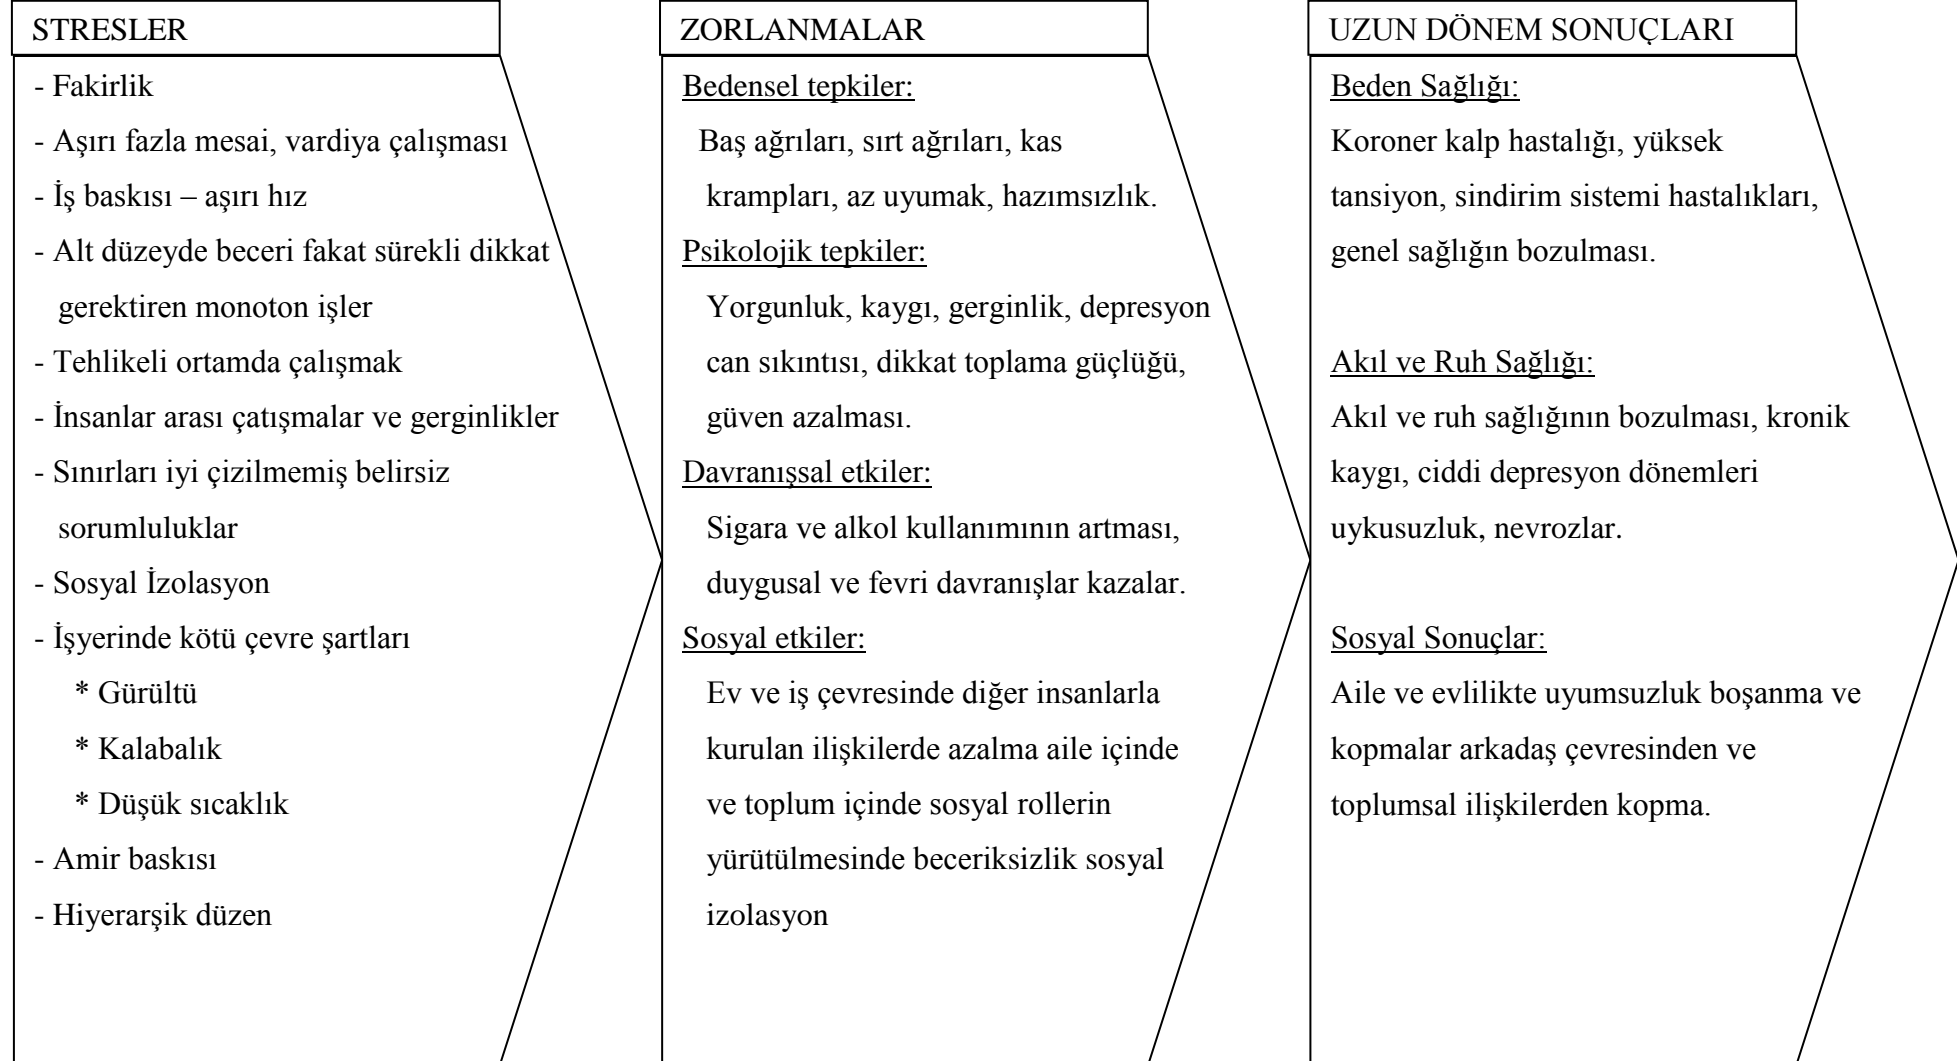 STRESLER
- Fakirlik
- Aşırı fazla mesai, vardiya çalışması
- İş baskısı – aşırı hız
- Alt düzeyde beceri fakat sürekli dikkat
gerektiren monoton işler
- Tehlikeli ortamda çalışmak
- İnsanlar arası çatışmalar ve gerginlikler
- Sınırları iyi çizilmemiş belirsiz
sorumluluklar
- Sosyal İzolasyon
- İşyerinde kötü çevre şartları
* Gürültü
* Kalabalık
* Düşük sıcaklık
- Amir baskısı
- Hiyerarşik düzen
ZORLANMALAR
Bedensel tepkiler:
Baş ağrıları, sırt ağrıları, kas
krampları, az uyumak, hazımsızlık.
Psikolojik tepkiler:
Yorgunluk, kaygı, gerginlik, depresyon
can sıkıntısı, dikkat toplama güçlüğü,
güven azalması.
Davranışsal etkiler:
Sigara ve alkol kullanımının artması,
duygusal ve fevri davranışlar kazalar.
Sosyal etkiler:
Ev ve iş çevresinde diğer insanlarla
kurulan ilişkilerde azalma aile içinde
ve toplum içinde sosyal rollerin
yürütülmesinde beceriksizlik sosyal
izolasyon
UZUN DÖNEM SONUÇLARI
Beden Sağlığı:
Koroner kalp hastalığı, yüksek
tansiyon, sindirim sistemi hastalıkları,
genel sağlığın bozulması.
Akıl ve Ruh Sağlığı:
Akıl ve ruh sağlığının bozulması, kronik
kaygı, ciddi depresyon dönemleri
uykusuzluk, nevrozlar.
Sosyal Sonuçlar:
Aile ve evlilikte uyumsuzluk boşanma ve
kopmalar arkadaş çevresinden ve
toplumsal ilişkilerden kopma.